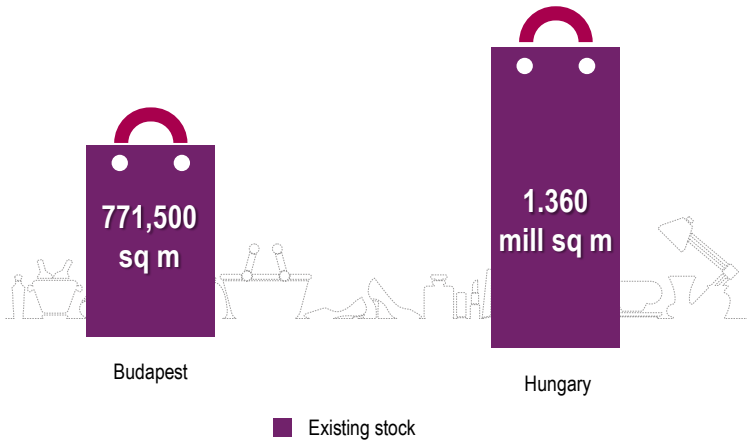 771,500
sq m
1.360
mill sq m
Budapest
Hungary
Existing stock